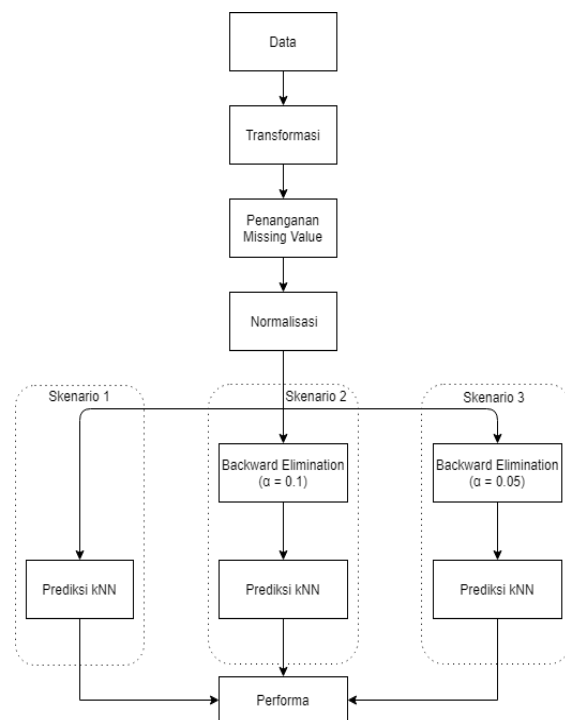 Data
Transformasi
Penanganan
Missing Value
Normalisasi
Skenario 1
Skenario 2
Skenario 3
Backward Elimination
(α = 0.1)
Backward Elimination
(α = 0.05)
Prediksi kNN
Prediksi kNN
Prediksi kNN
Performa